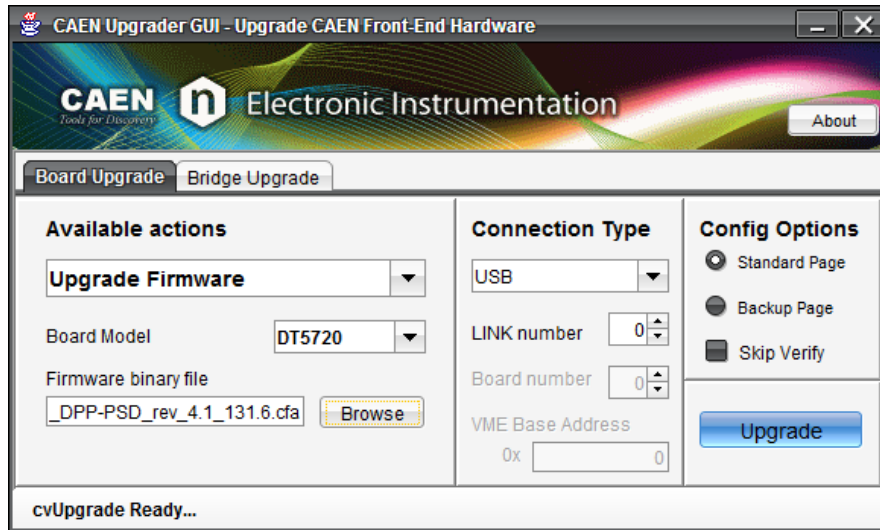 CAEN Upgrader GUI - Upgrade CAEN Front-End Hardware
CAEN
Tools for Discovery
n
Electronic Instrumentation
About
Board Upgrade
Bridge Upgrade
Available actions
Upgrade Firmware
Board Model
DT5720
Firmware binary file
_DPP-PSD_rev_4.1_131.6.cfa
Browse
Connection Type
USB
LINK number
0
Board number
0
VME Base Address
0x
0
Config Options
Standard Page
Backup Page
Skip Verify
Upgrade
cvUpgrade Ready...